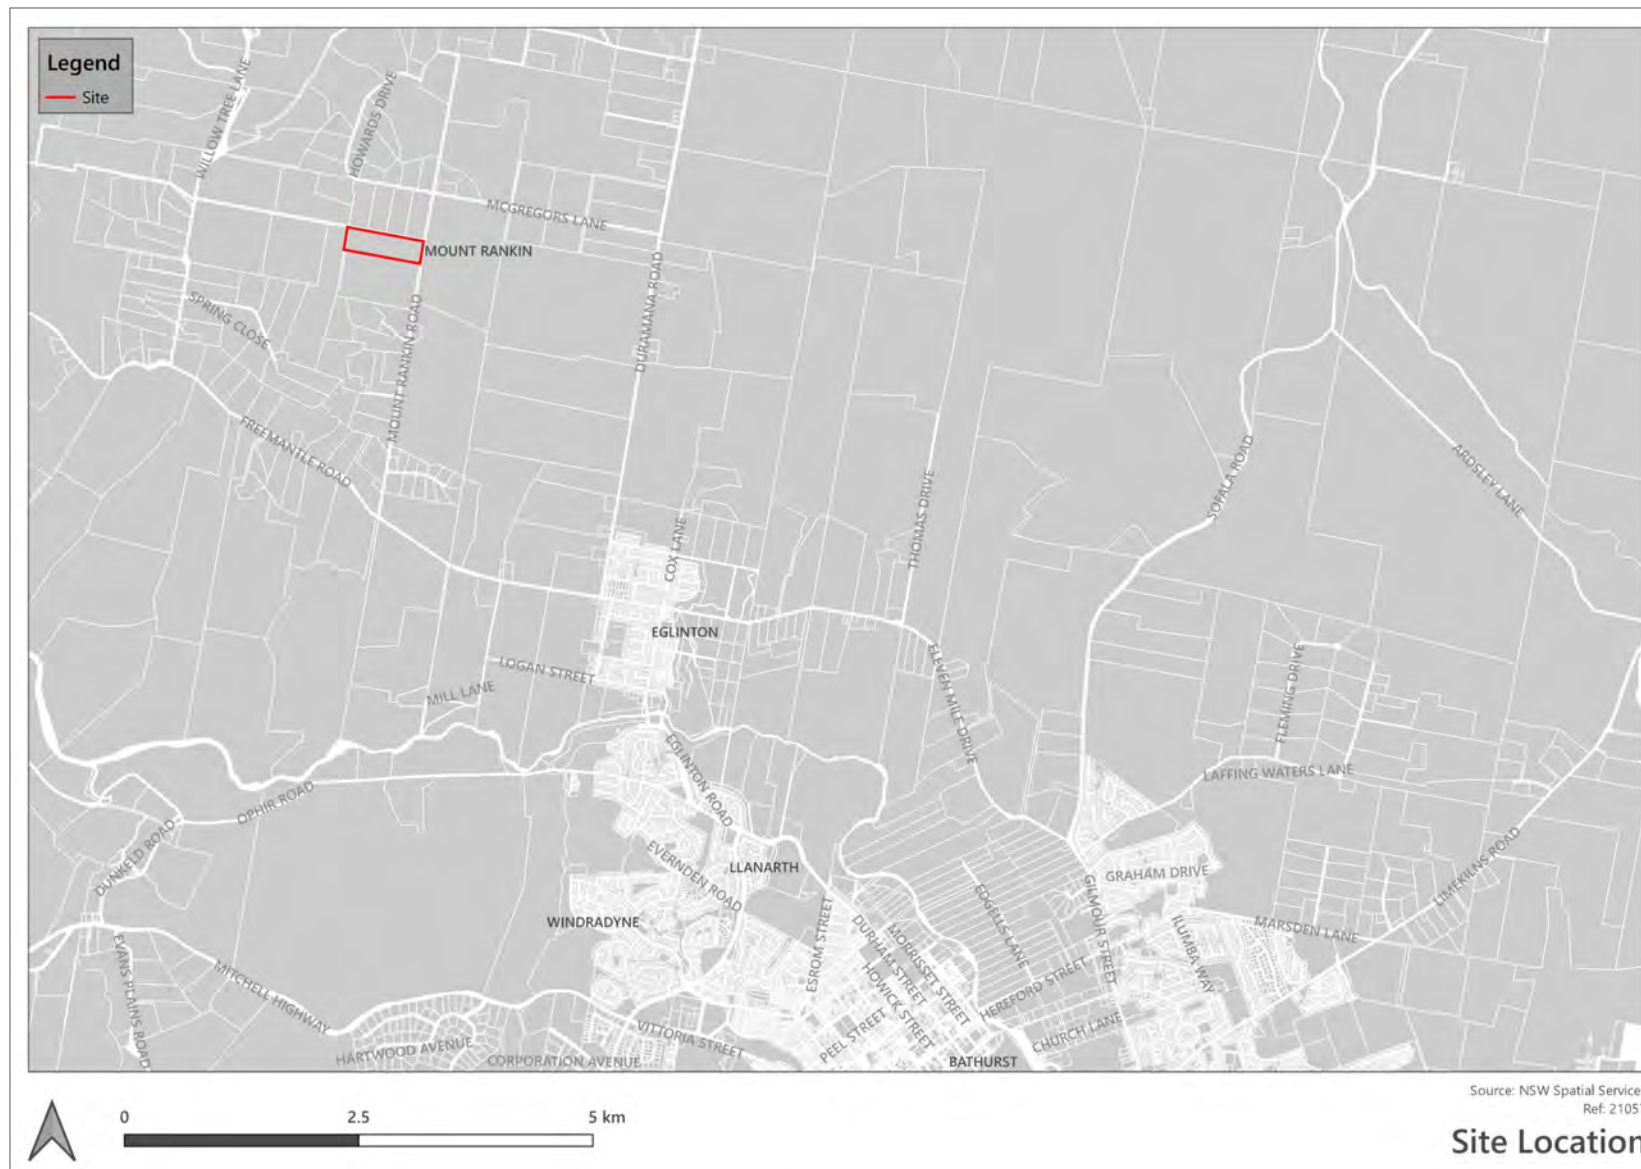 Legend
Site
WILLOW TREE LANE
HOWARDS DRIVE
MCGREGORS LANE
MOUNT RANKIN
DURAMANA ROAD
SPRING CLOSE
MOUNT RANKIN ROAD
FREEMANTLE ROAD
SOFALA ROAD
ARDSLEY LANE
THOMAS DRIVE
COX LANE
EGLINTON
LOGAN STREET
MILL LANE
ELEVEN MILE DRIVE
FLEMING DRIVE
LAFFING WATERS LANE
EGLINTON ROAD
OPHIR ROAD
DUNKELD ROAD
EVERNDEN ROAD
LLANARTH
GRAHAM DRIVE
LIMEKILNS ROAD
WINDRADYNE
ESROM STREET
DURHAM STREET
MORRISSET STREET
HOWICK STREET
EDGELLS LANE
GILMOUR STREET
ILUMBA WAY
MARSDEN LANE
EVANS PLAINS ROAD
MITCHELL HIGHWAY
HEREFORD STREET
HARTWOOD AVENUE
CORPORATION AVENUE
VITTORIA STREET
PEEL STREET
CHURCH LANE
BATHURST
0 2.5 5 km
Source: NSW Spatial Service
Ref: 2105
Site Location